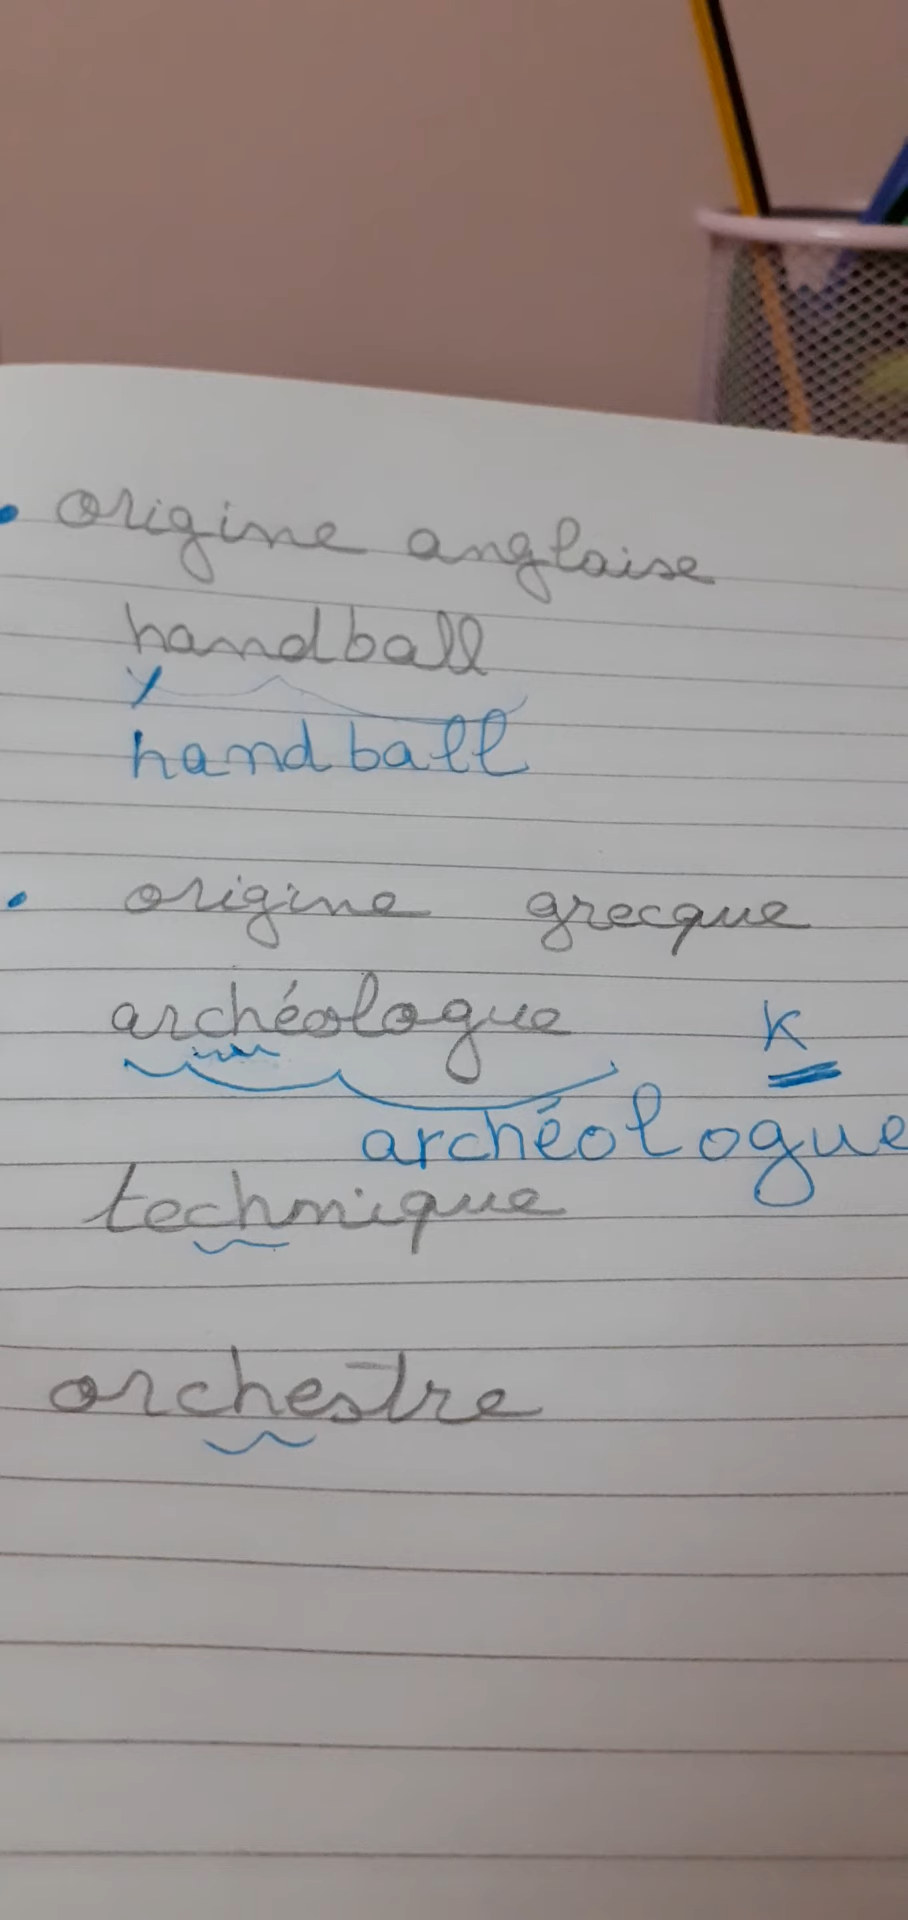 • origine anglaise
handball
handball
• origine grecque
archéologue K
archéologue
technique
orchestre